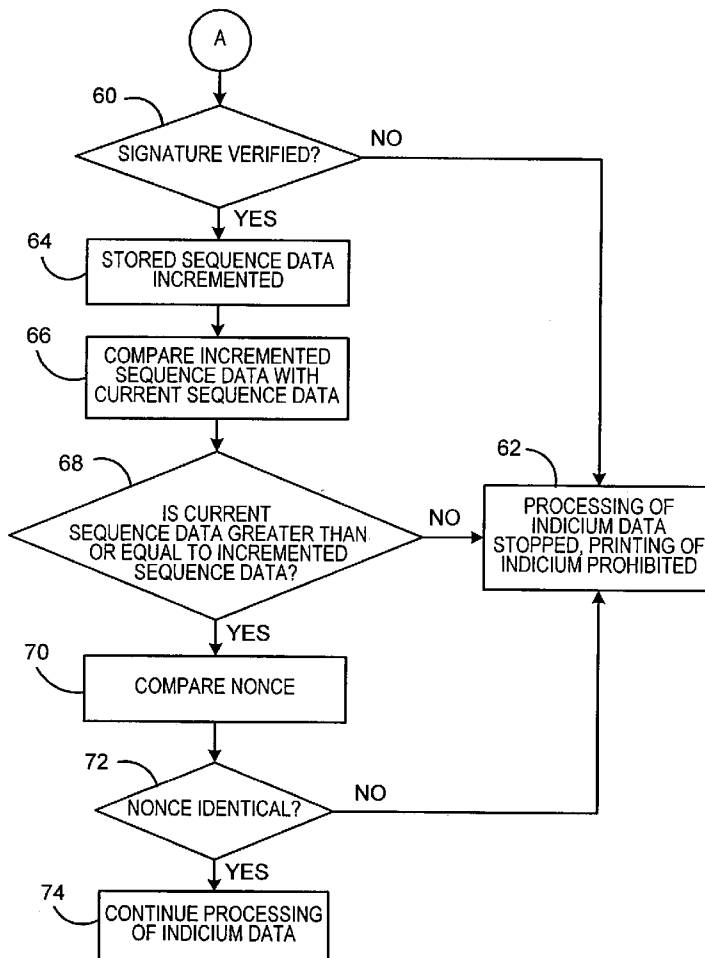 A
60
SIGNATURE VERIFIED?
NO
YES
64
STORED SEQUENCE DATA
INCREMENTED
66
COMPARE INCREMENTED
SEQUENCE DATA WITH
CURRENT SEQUENCE DATA
68
IS CURRENT
SEQUENCE DATA GREATER THAN
OR EQUAL TO INCREMENTED
SEQUENCE DATA?
NO
62
PROCESSING OF
INDICIUM DATA
STOPPED, PRINTING OF
INDICIUM PROHIBITED
YES
70
COMPARE NONCE
72
NONCE IDENTICAL?
NO
YES
74
CONTINUE PROCESSING
OF INDICIUM DATA